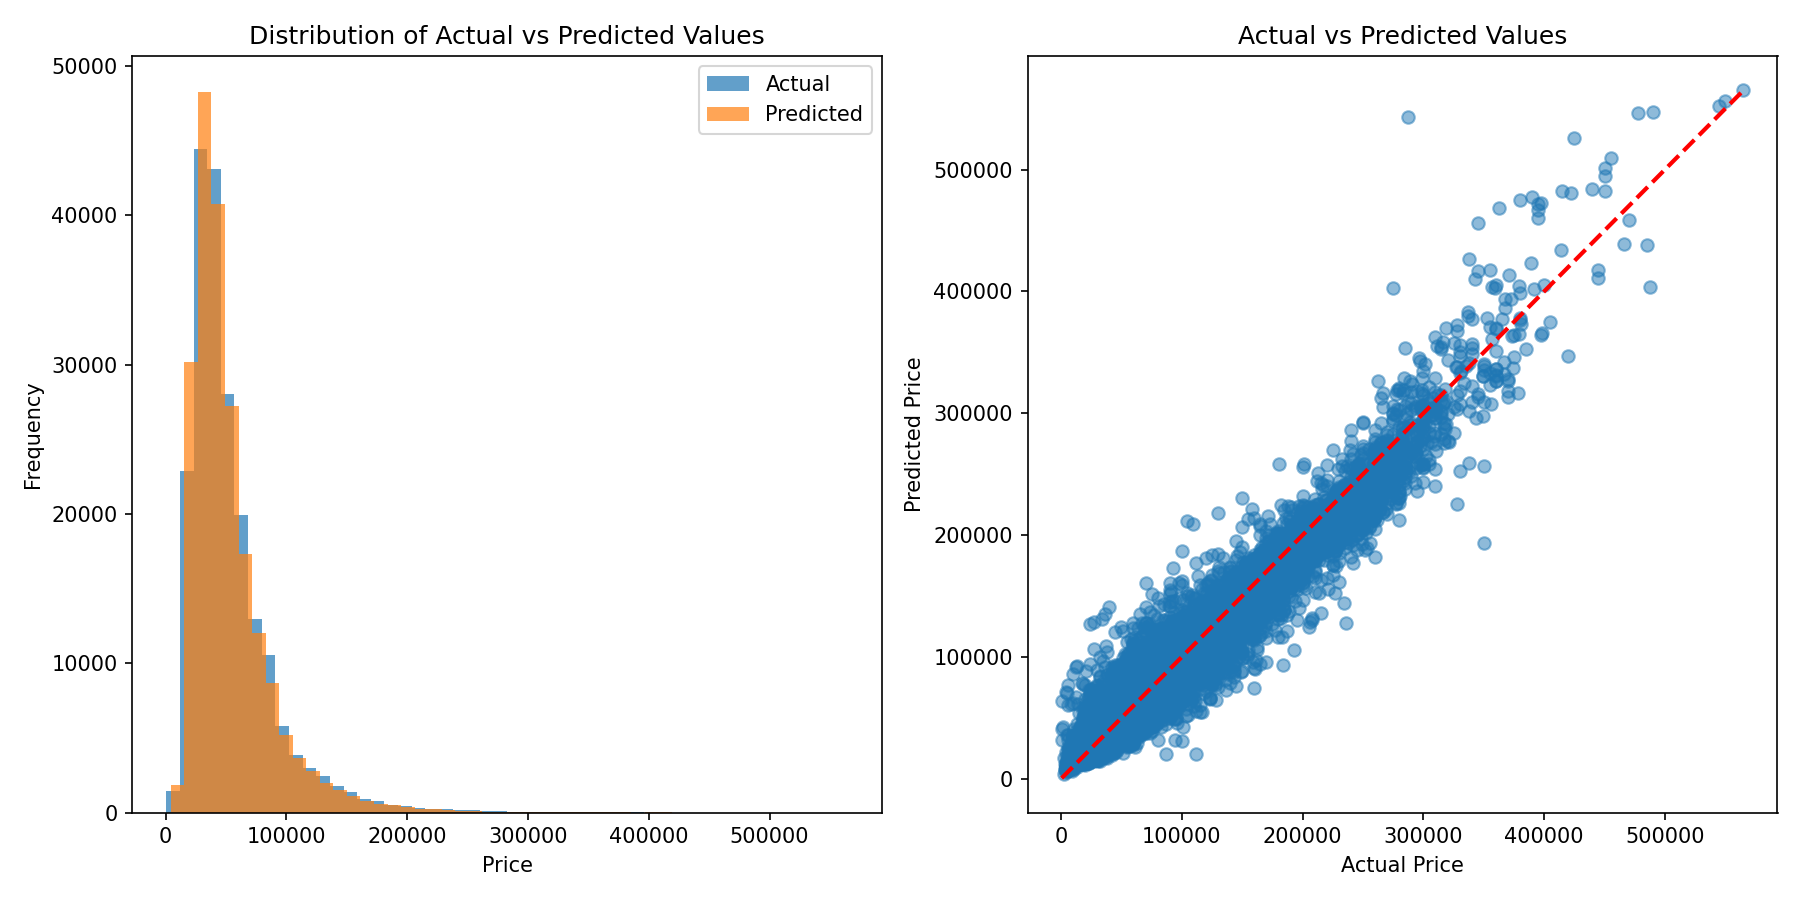 Distribution of Actual vs Predicted Values
50000
40000
30000
20000
10000
0
Frequency
Actual
Predicted
0 100000 200000 300000 400000 500000
Price
Actual vs Predicted Values
500000
400000
300000
200000
100000
0
Predicted Price
0 100000 200000 300000 400000 500000
Actual Price